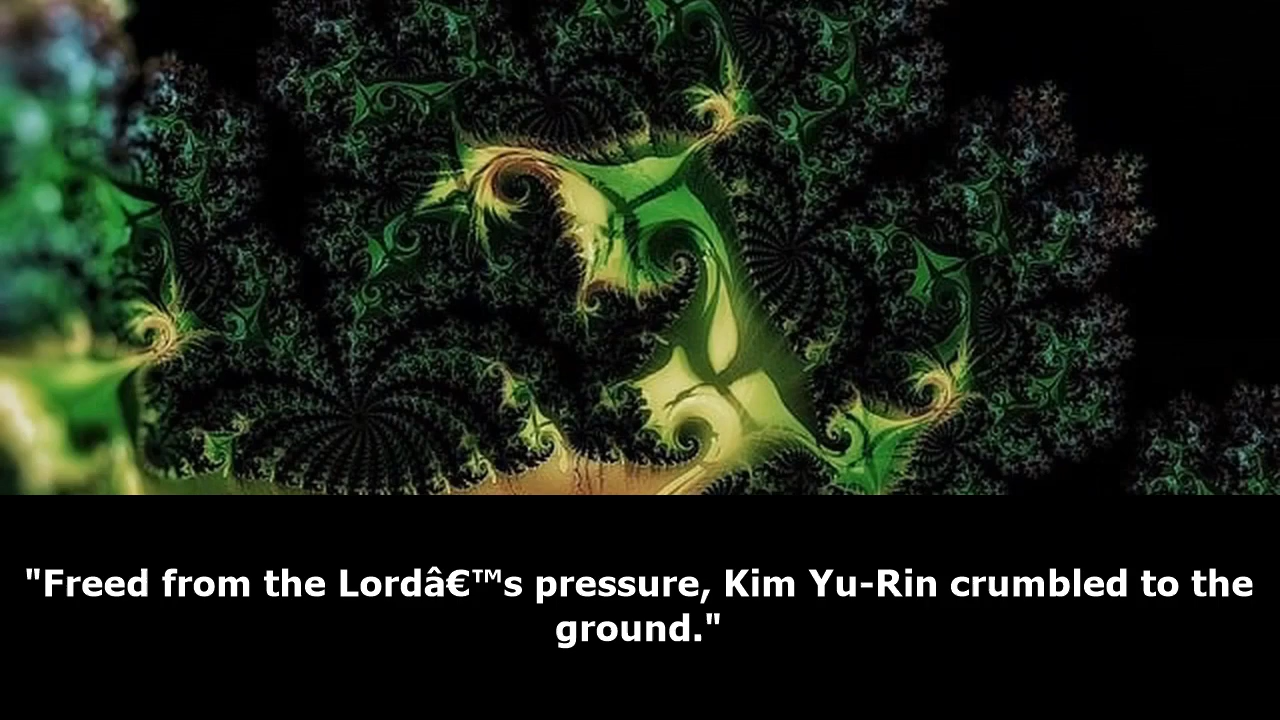 "Freed from the Lordâ€™s pressure, Kim Yu-Rin crumbled to the
ground."